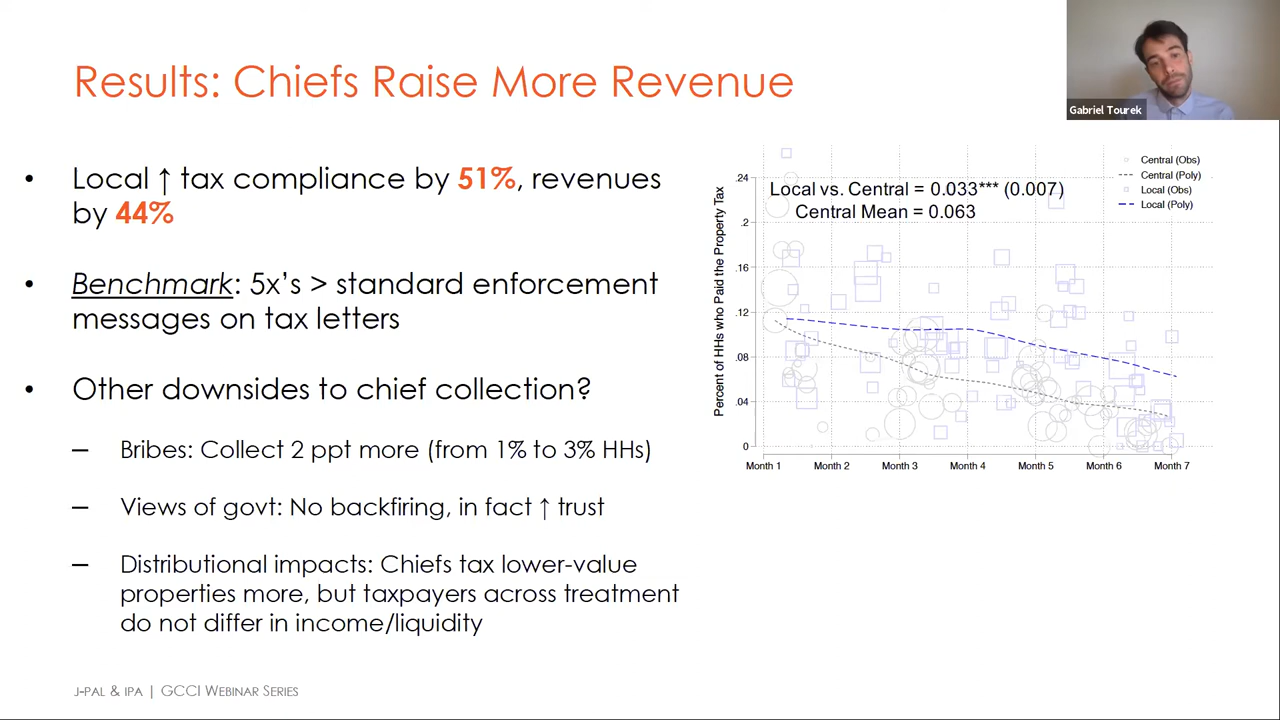 Results: Chiefs Raise More Revenue
Gabriel Tourek
• Local ↑ tax compliance by 51%, revenues
by 44%
• Benchmark: 5x's > standard enforcement
messages on tax letters
• Other downsides to chief collection?
– Bribes: Collect 2 ppt more (from 1% to 3% HHs)
– Views of govt: No backfiring, in fact ↑ trust
– Distributional impacts: Chiefs tax lower-value
properties more, but taxpayers across treatment
do not differ in income/liquidity
Central (Obs)
Central (Poly)
Local (Obs)
Local (Poly)
Local vs. Central = 0.033*** (0.007)
Central Mean = 0.063
Percent of HHs who Paid the Property Tax
.24
.2
.16
.12
.08
.04
0
Month 1 Month 2 Month 3 Month 4 Month 5 Month 6 Month 7
J-PAL & IPA | GCCI WEBINAR SERIES